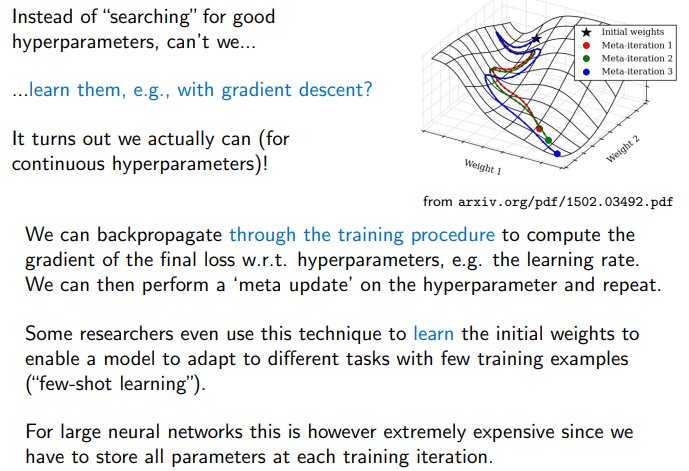 Instead of “searching” for good
hyperparameters, can’t we...
...learn them, e.g., with gradient descent?
It turns out we actually can (for
continuous hyperparameters)!
Initial weights
Meta-iteration 1
Meta-iteration 2
Meta-iteration 3
Weight 1
Weight 2
from arxiv.org/pdf/1502.03492.pdf
We can backpropagate through the training procedure to compute the
gradient of the final loss w.r.t. hyperparameters, e.g. the learning rate.
We can then perform a ‘meta update’ on the hyperparameter and repeat.
Some researchers even use this technique to learn the initial weights to
enable a model to adapt to different tasks with few training examples
(“few-shot learning”).
For large neural networks this is however extremely expensive since we
have to store all parameters at each training iteration.